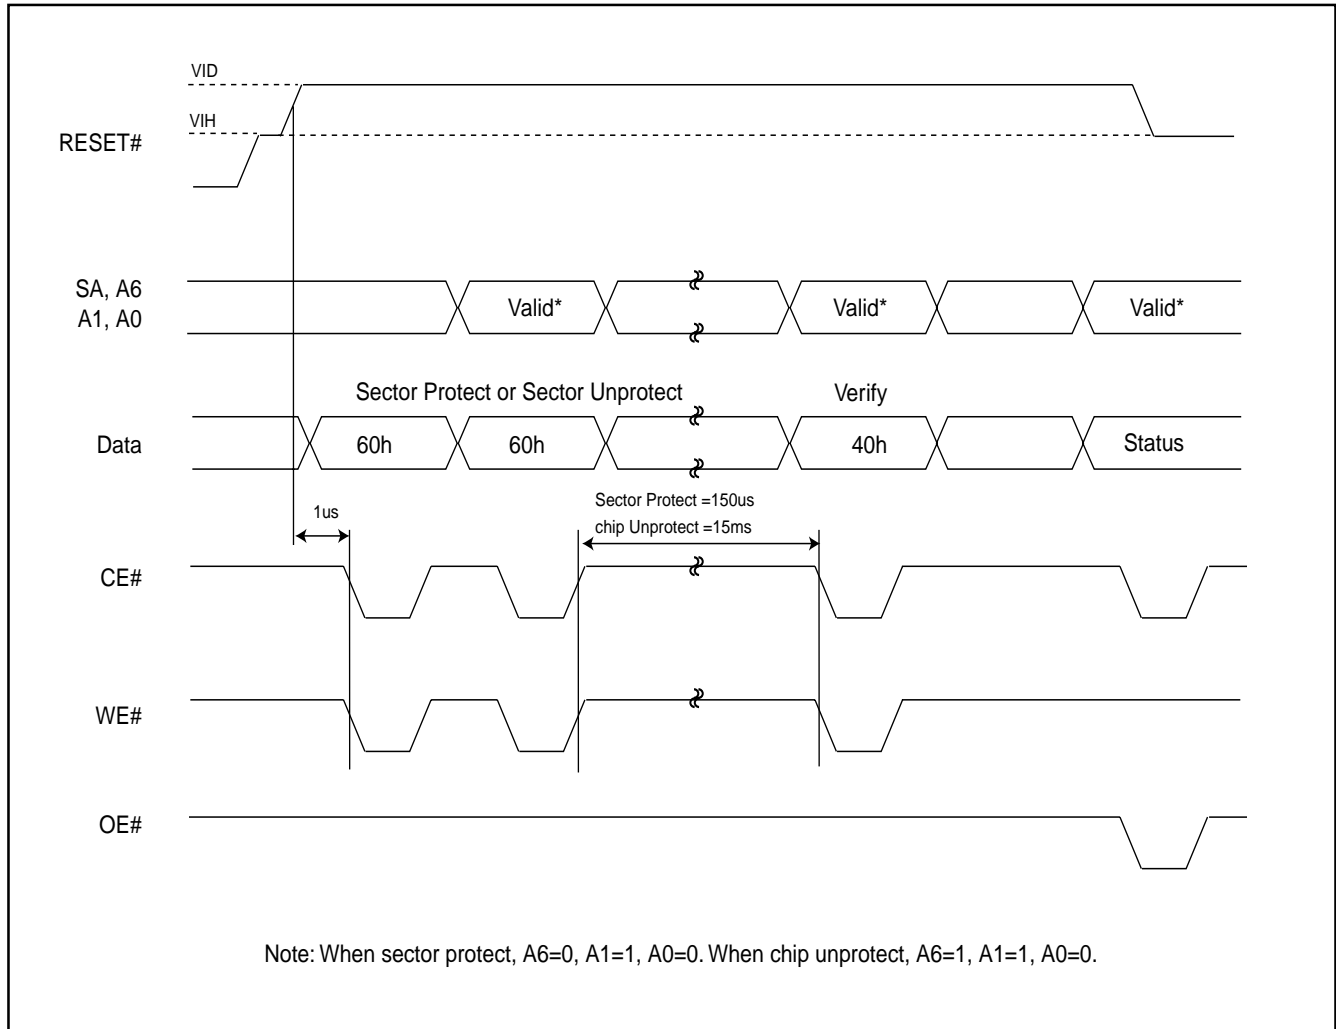 VID
VIH
RESET#
SA, A6
A1, A0
Valid* Valid* Valid*
Sector Protect or Sector Unprotect Verify
Data
60h 60h 40h Status
1us
Sector Protect =150us
chip Unprotect =15ms
CE#
WE#
OE#
Note: When sector protect, A6=0, A1=1, A0=0. When chip unprotect, A6=1, A1=1, A0=0.